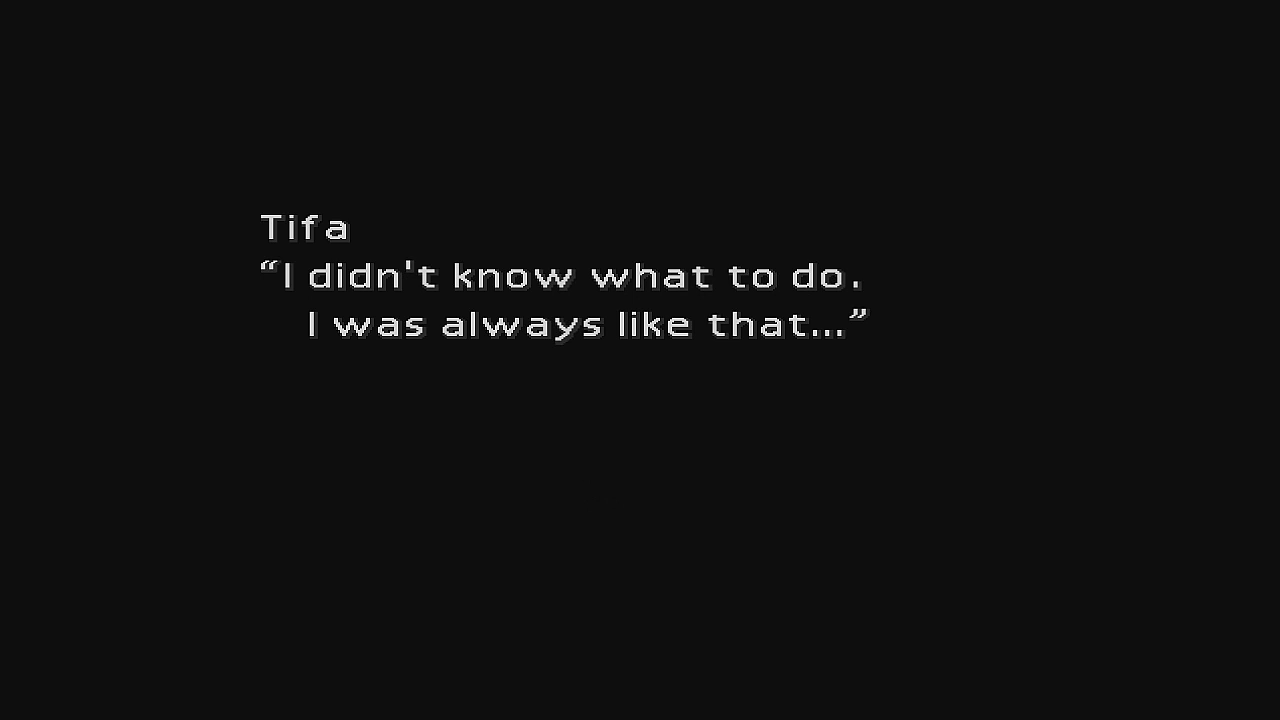 Tifa
“I didn't know what to do.
I was always like that...”